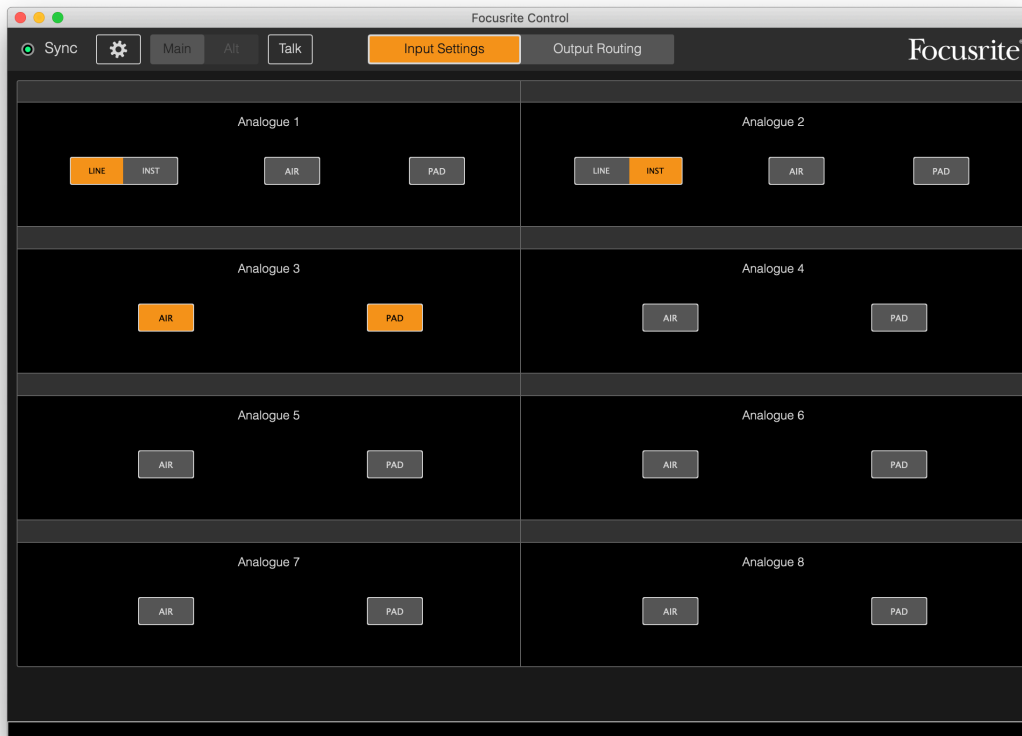 Focusrite Control
Sync Main Alt Talk Input Settings Output Routing Focusrite
Analogue 1 Analogue 2
LINE INST AIR PAD LINE INST AIR PAD
Analogue 3 Analogue 4
AIR PAD AIR PAD
Analogue 5 Analogue 6
AIR PAD AIR PAD
Analogue 7 Analogue 8
AIR PAD AIR PAD